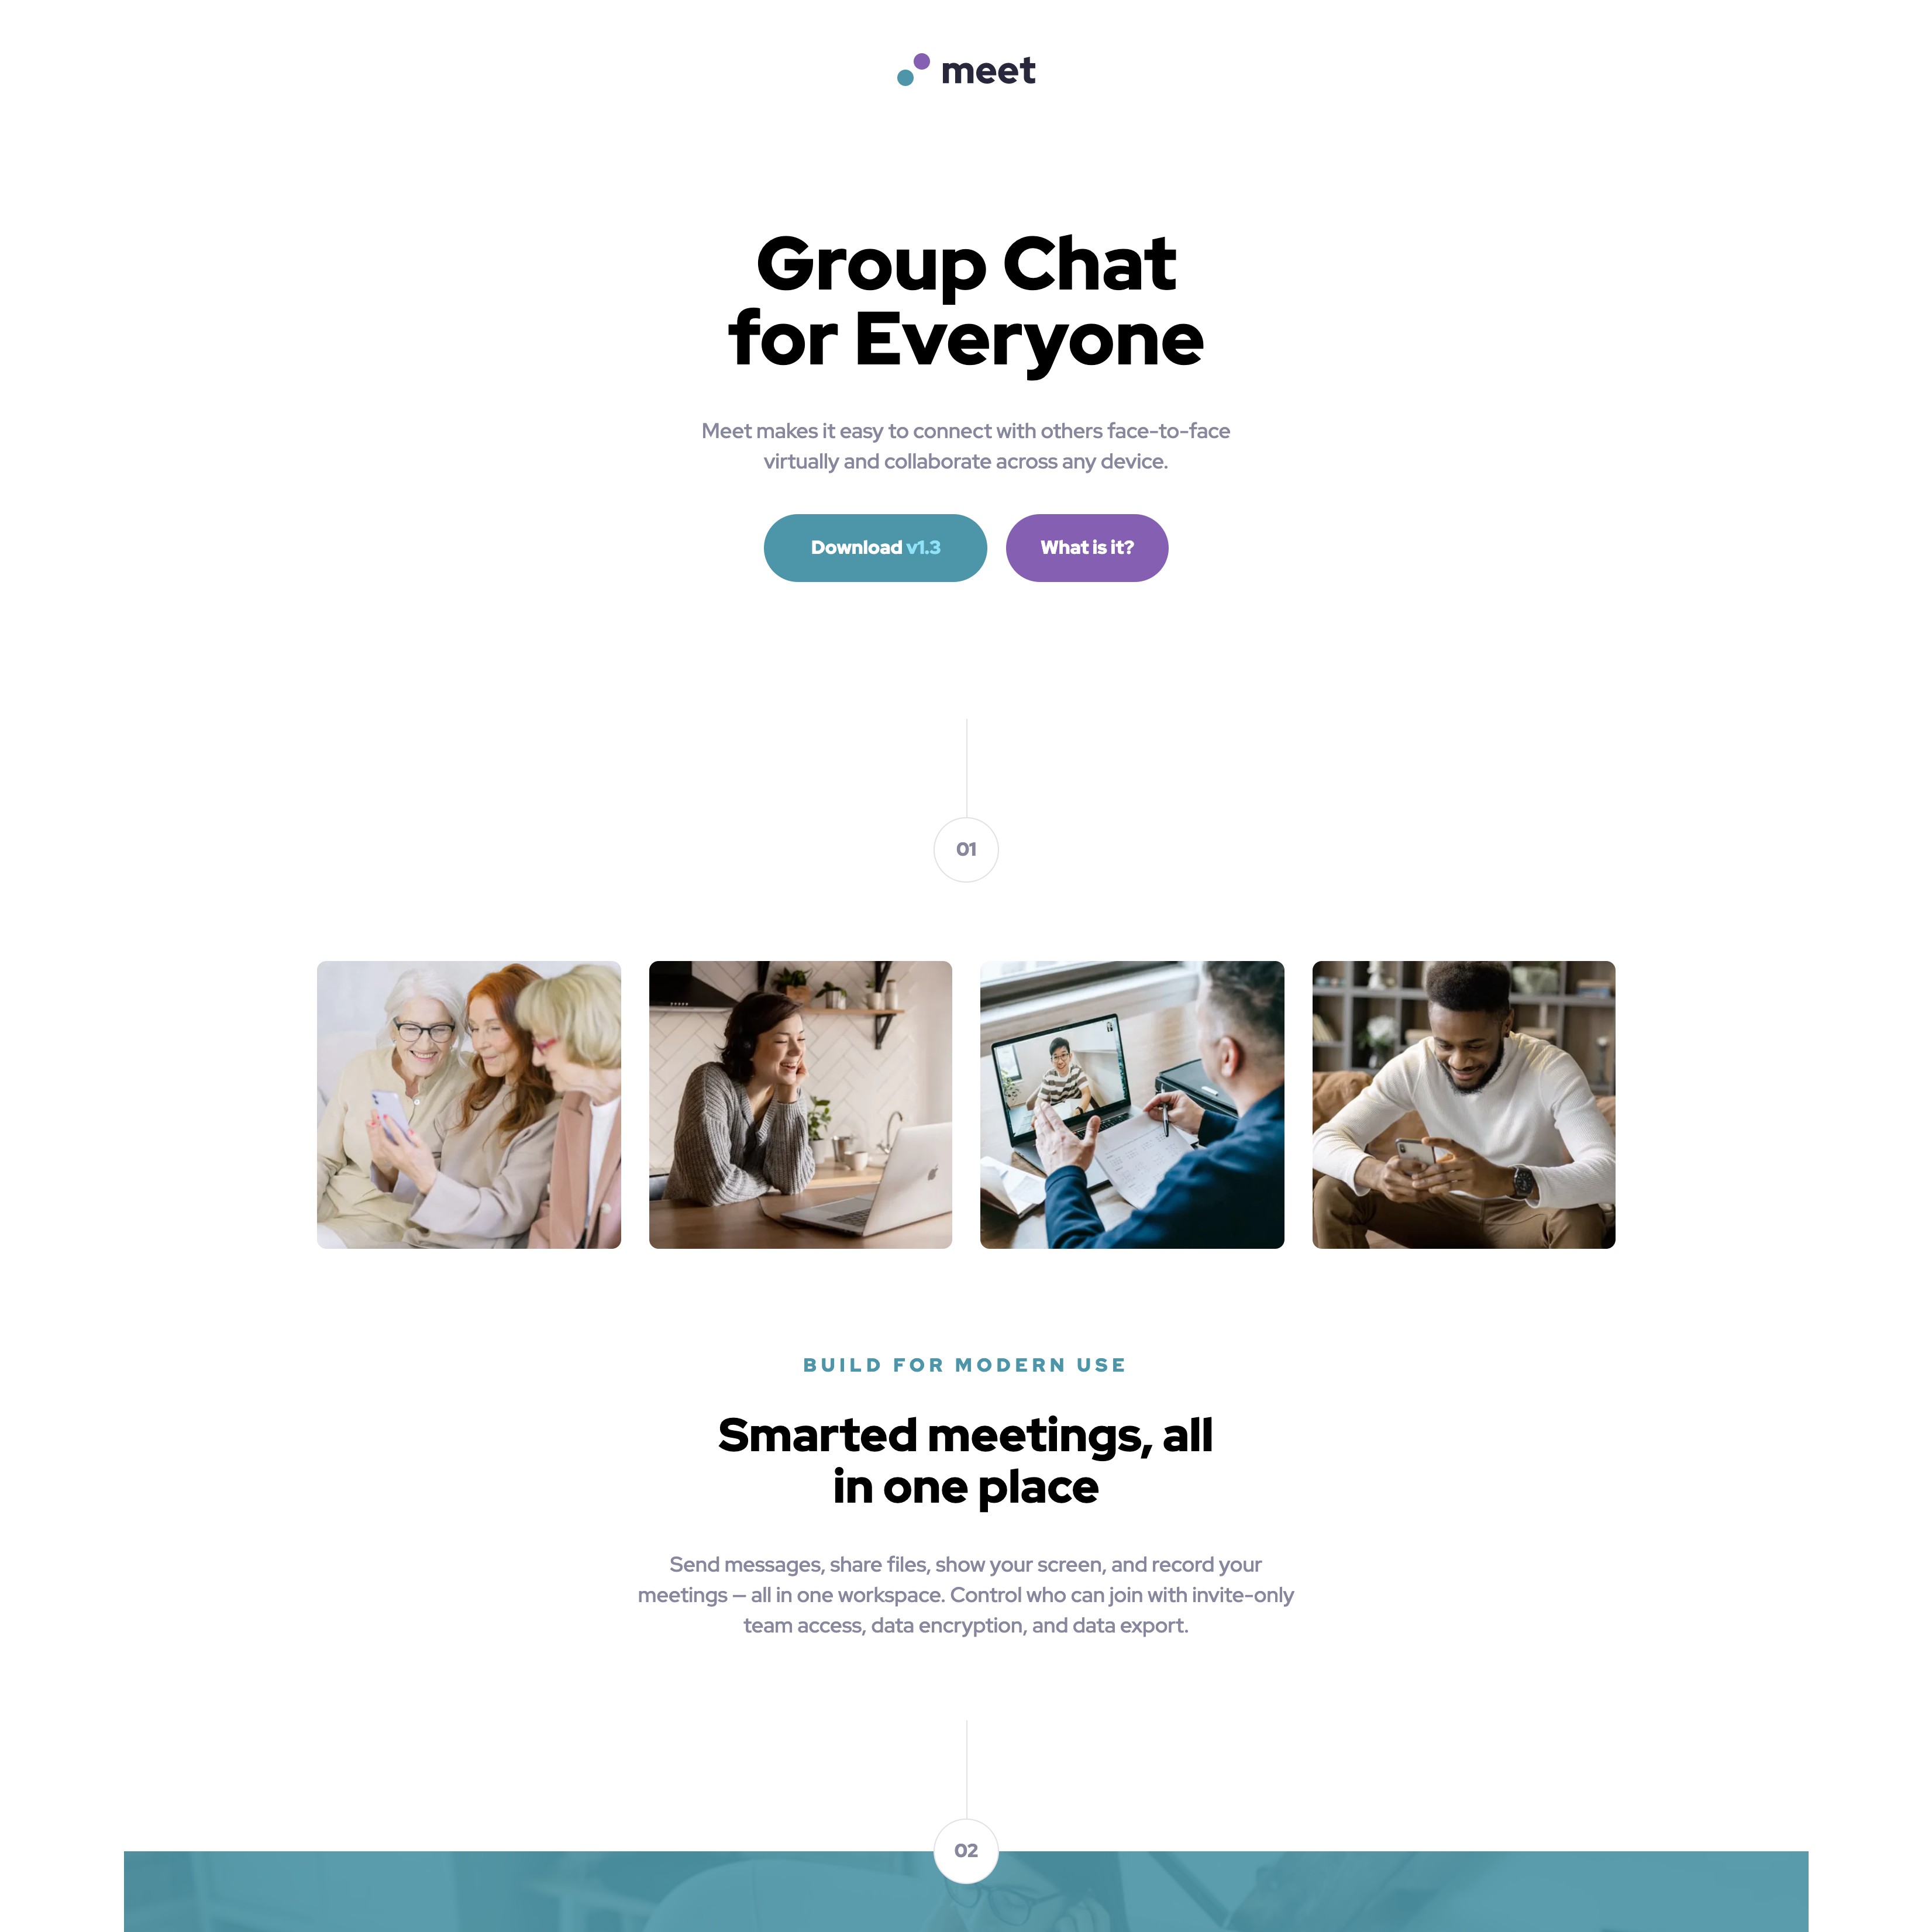 meet
Group Chat
for Everyone
Meet makes it easy to connect with others face-to-face
virtually and collaborate across any device.
Download v1.3
What is it?
01
BUILD FOR MODERN USE
Smarted meetings, all
in one place
Send messages, share files, show your screen, and record your
meetings — all in one workspace. Control who can join with invite-only
team access, data encryption, and data export.
02